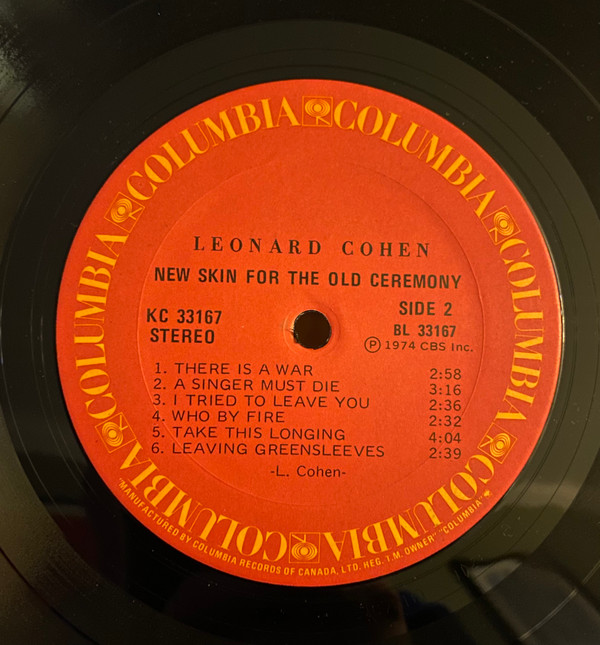 COLUMBIA COLUMBIA COLUMBIA COLUMBIA COLUMBIA COLUMBIA
LEONARD COHEN
NEW SKIN FOR THE OLD CEREMONY
KC 33167
STEREO
SIDE 2
BL 33167
Ⓟ 1974 CBS Inc.
1. THERE IS A WAR 2:58
2. A SINGER MUST DIE 3:16
3. I TRIED TO LEAVE YOU 2:36
4. WHO BY FIRE 2:32
5. TAKE THIS LONGING 4:04
6. LEAVING GREENSLEEVES 2:39
-L. Cohen-
"MANUFACTURED BY COLUMBIA RECORDS OF CANADA, LTD. HEG. T.M. OWNER" "COLUMBIA"